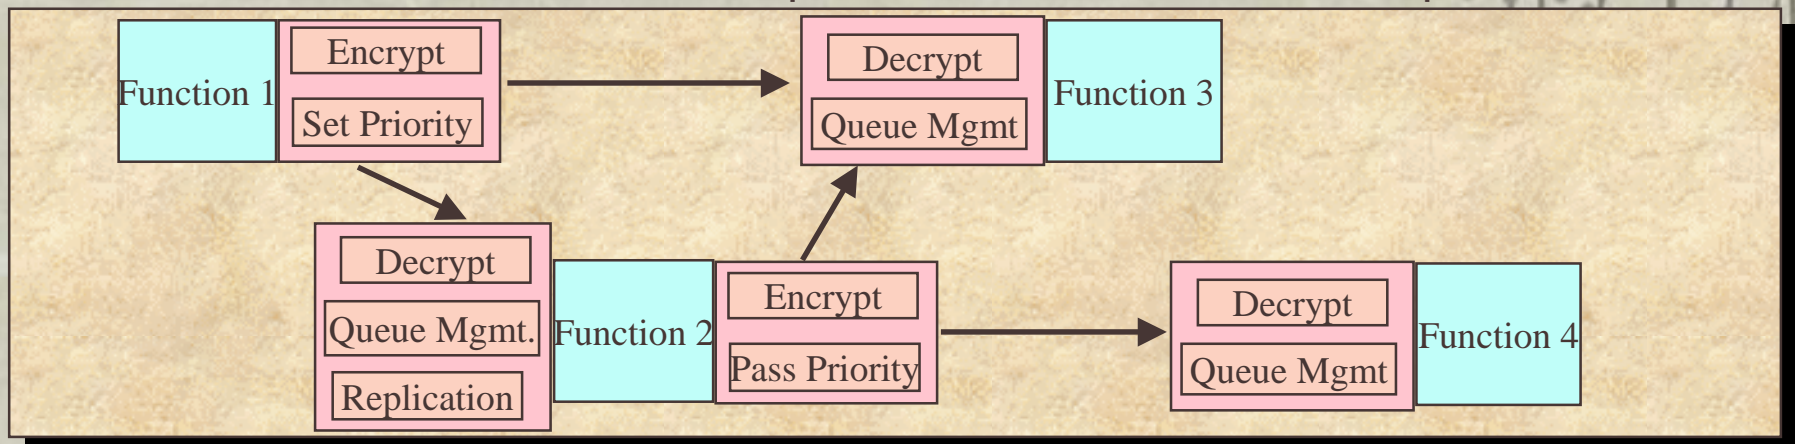 Function 1
Encrypt
Set Priority
Decrypt
Queue Mgmt
Function 3
Decrypt
Queue Mgmt.
Replication
Function 2
Encrypt
Pass Priority
Decrypt
Queue Mgmt
Function 4